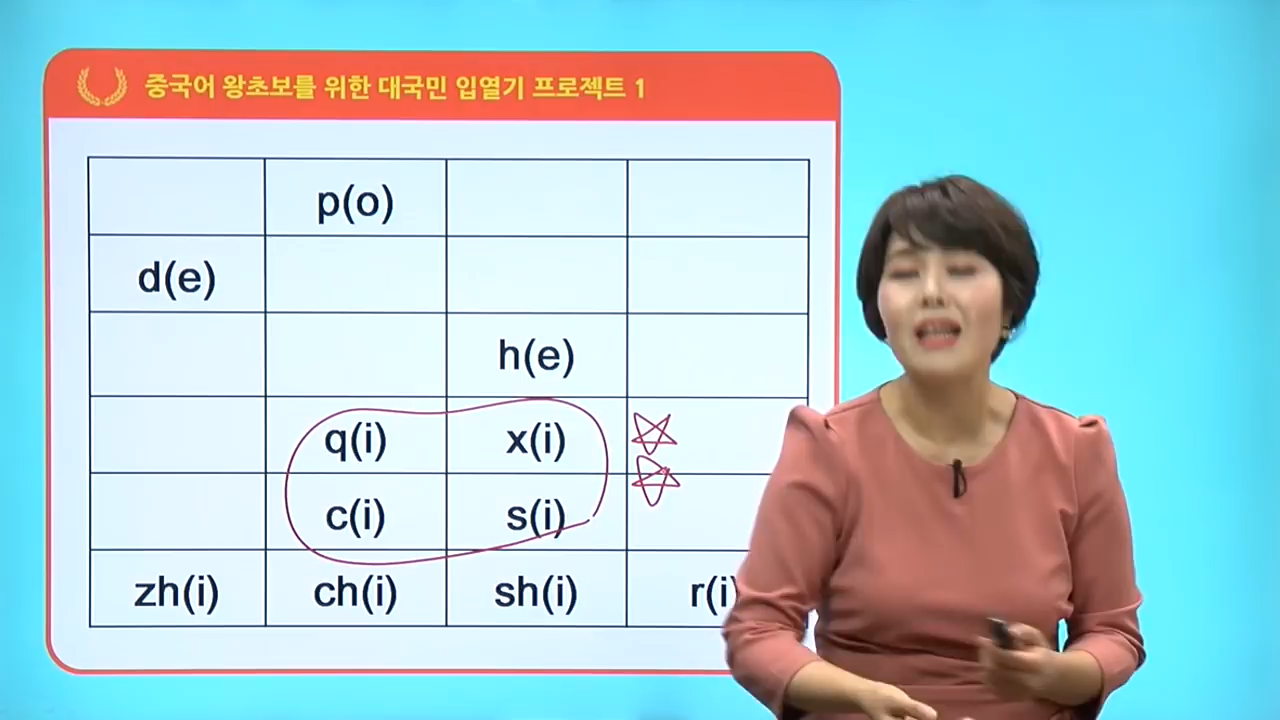 중국어 왕초보를 위한 대국민 입열기 프로젝트 1
p(o)
d(e)
h(e)
q(i) x(i)
c(i) s(i)
zh(i) ch(i) sh(i) r(i)